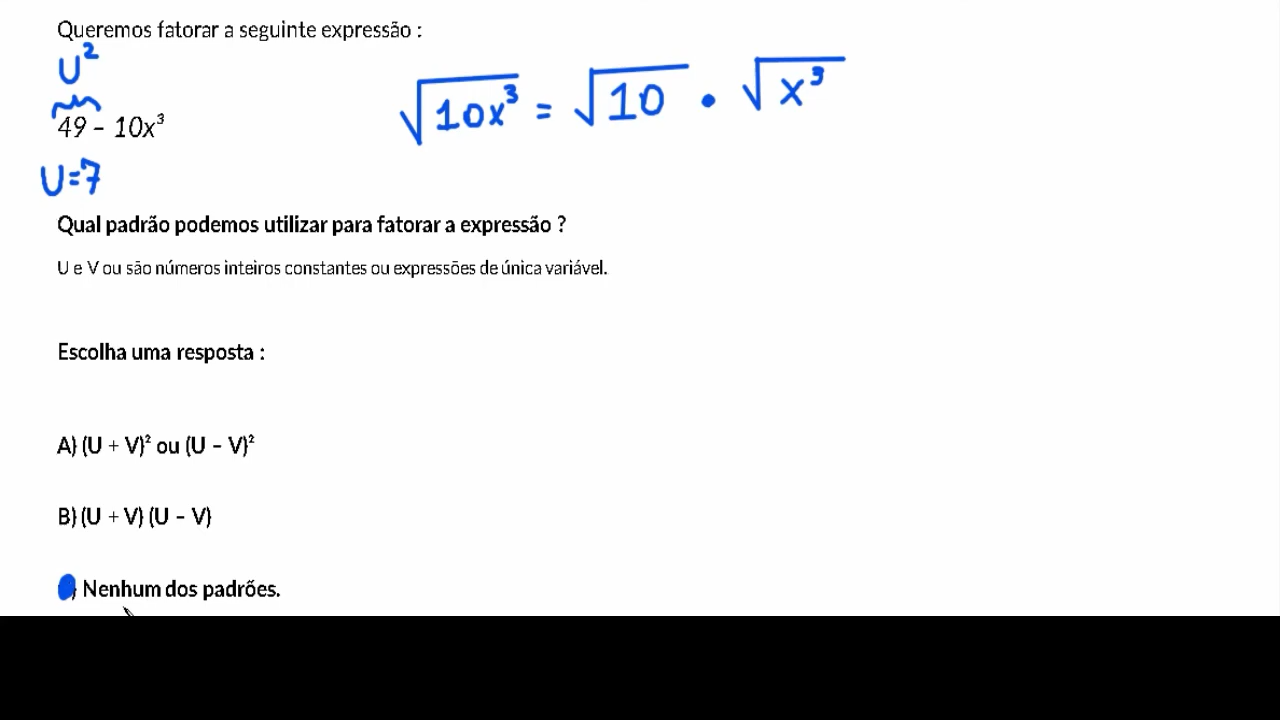 Queremos fatorar a seguinte expressão :
U²
49 – 10x³
√10x³ = √10 • √x³
U=7
Qual padrão podemos utilizar para fatorar a expressão ?
U e V ou são números inteiros constantes ou expressões de única variável.
Escolha uma resposta :
A) (U + V)² ou (U – V)²
B) (U + V) (U – V)
) Nenhum dos padrões.